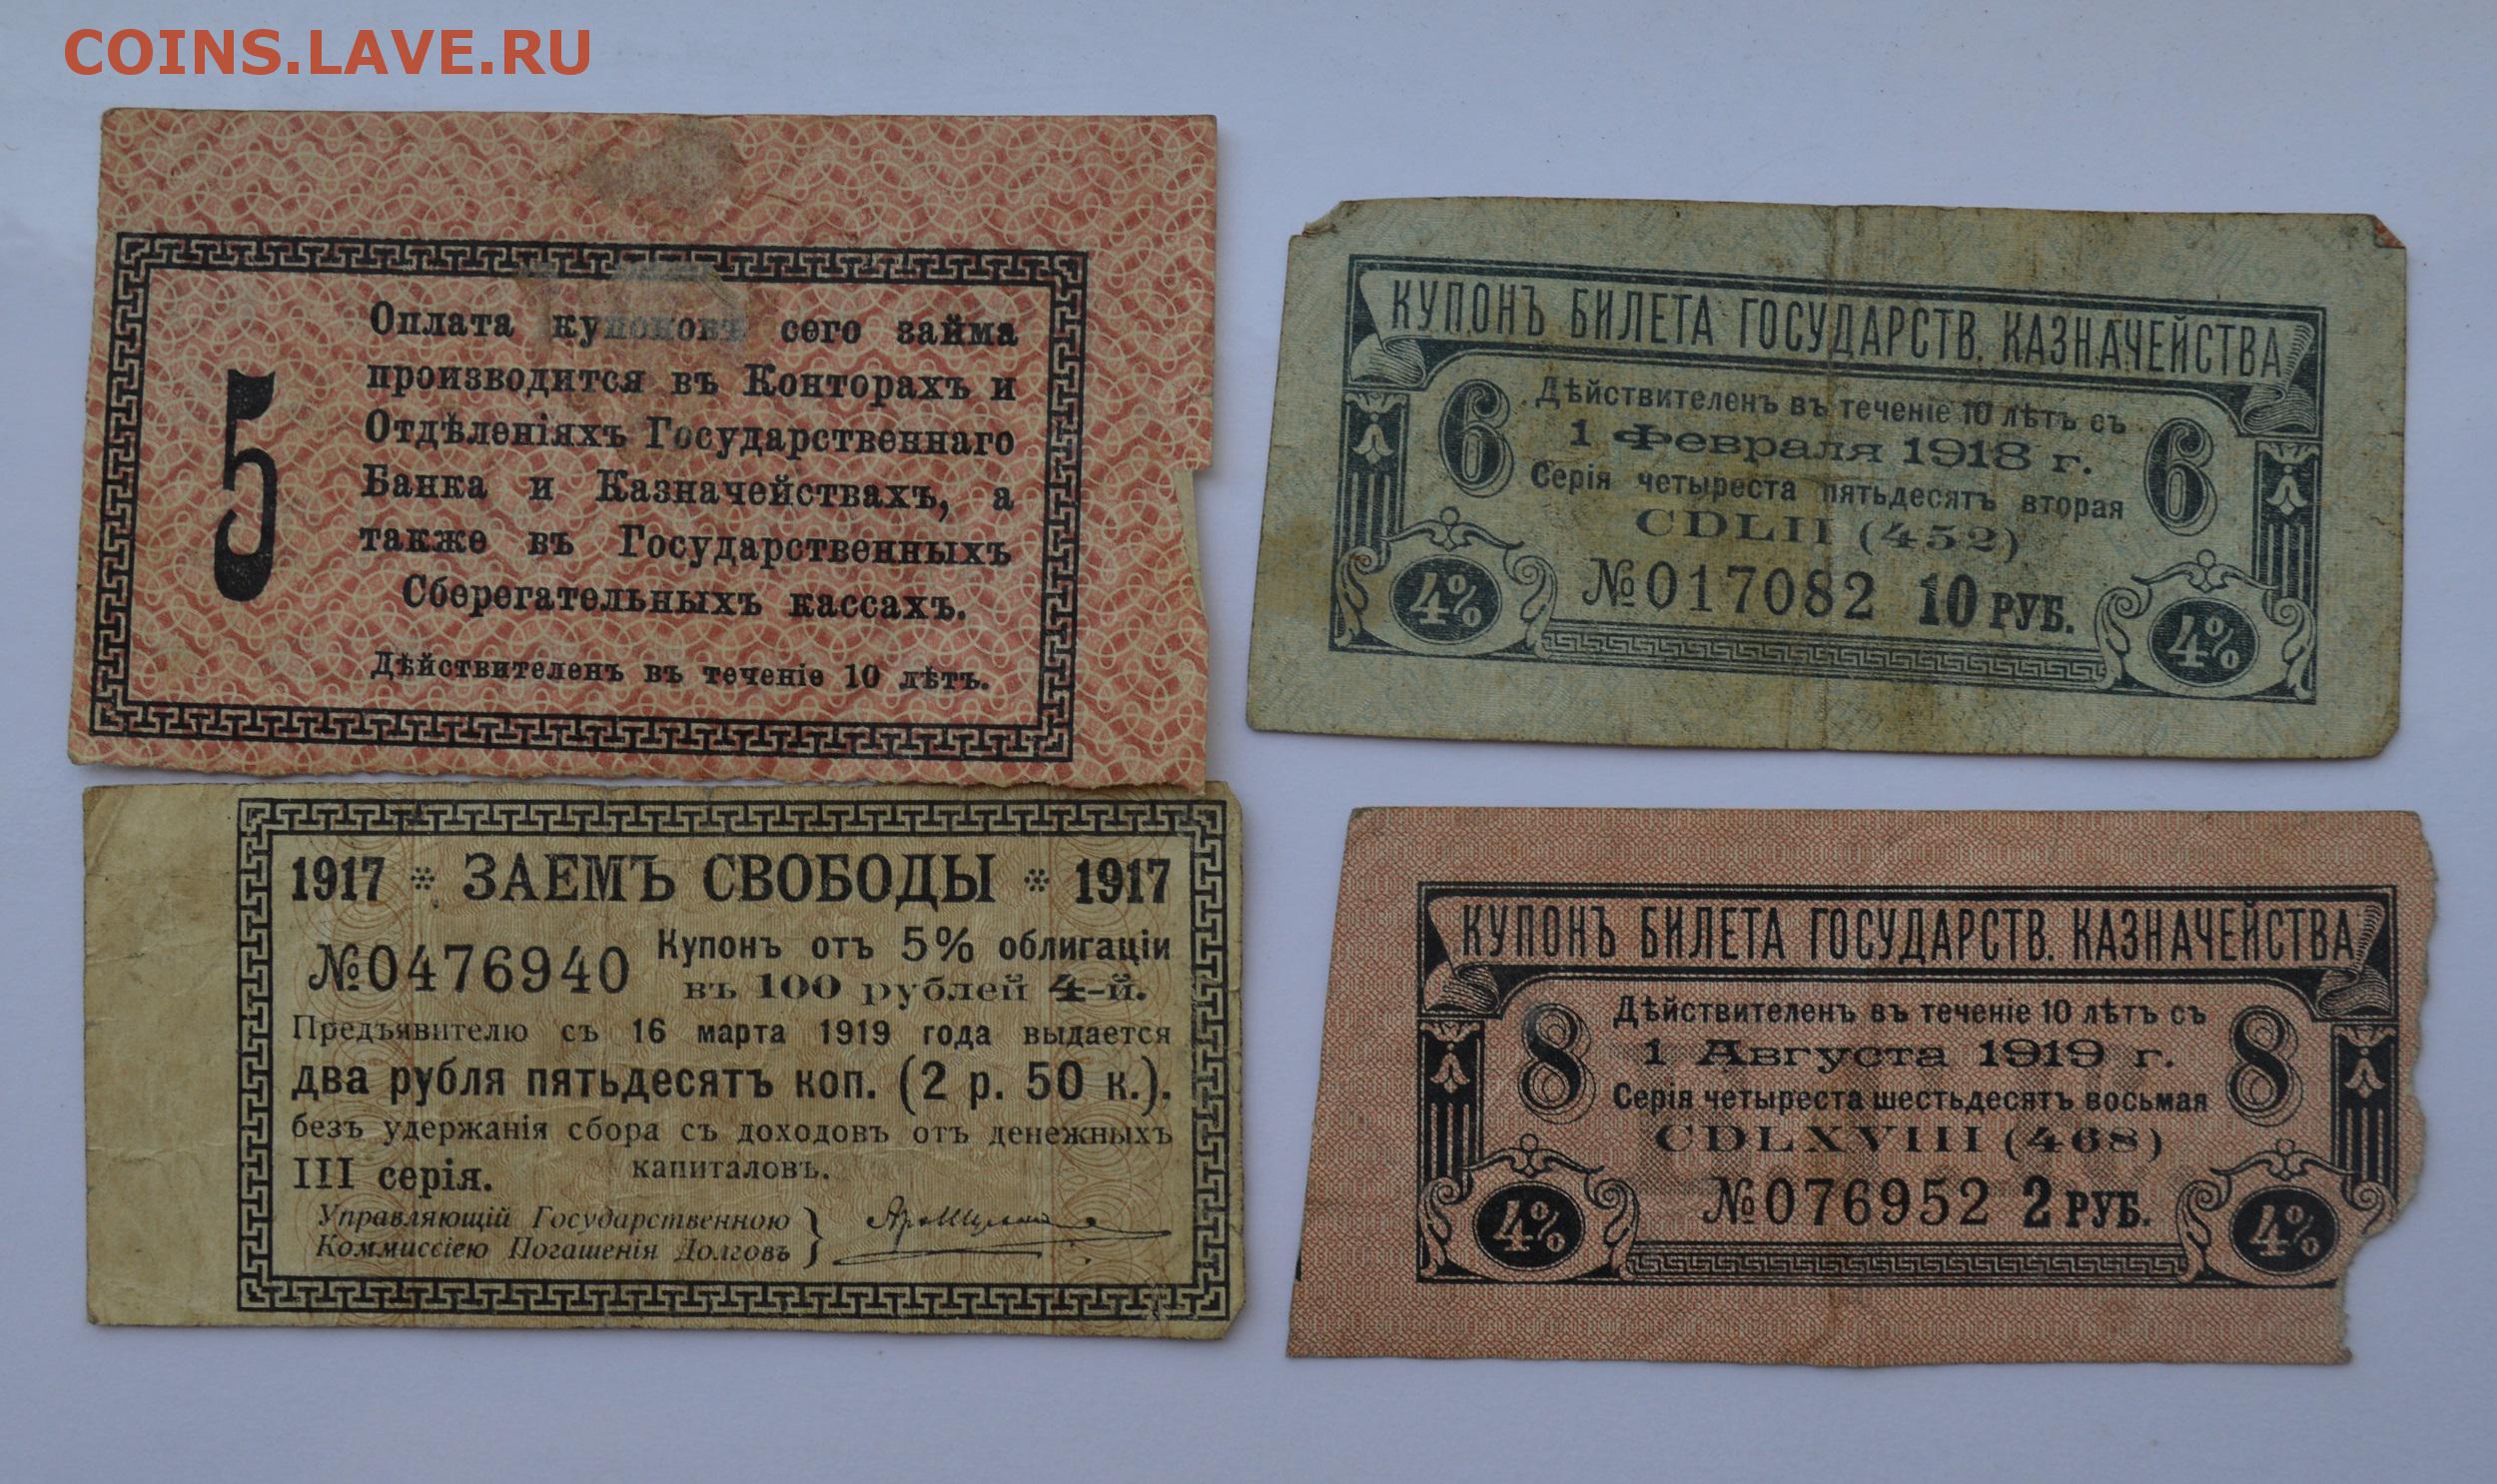 COINS.LAVE.RU
5
Оплата купоновъ сего займа
производится въ Конторахъ и
Отдѣленіяхъ Государственнаго
Банка и Казначействахъ, а
также въ Государственныхъ
Сберегательныхъ кассахъ.
Дѣйствителенъ въ теченіе 10 лѣтъ.
КУПОНЪ БИЛЕТА ГОСУДАРСТВ. КАЗНАЧЕЙСТВА
6 Дѣйствителенъ въ теченіе 10 лѣтъ съ 6
1 Февраля 1918 г.
Серія четыреста пятьдесятъ вторая
CDLII (452)
№017082 10 РУБ.
4% 4%
1917 * ЗАЕМЪ СВОБОДЫ * 1917
№0476940 Купонъ отъ 5% облигаціи
въ 100 рублей 4-й.
Предъявителю съ 16 марта 1919 года выдается
два рубля пятьдесятъ коп. (2 р. 50 к.).
безъ удержанія сбора съ доходовъ отъ денежныхъ
III серія. капиталовъ.
Управляющій Государственною
Коммиссіею Погашенія Долговъ }
КУПОНЪ БИЛЕТА ГОСУДАРСТВ. КАЗНАЧЕЙСТВА
8 Дѣйствителенъ въ теченіе 10 лѣтъ съ 8
1 Августа 1919 г.
Серія четыреста шестьдесятъ восьмая
CDLXVIII (468)
№076952 2 РУБ.
4% 4%